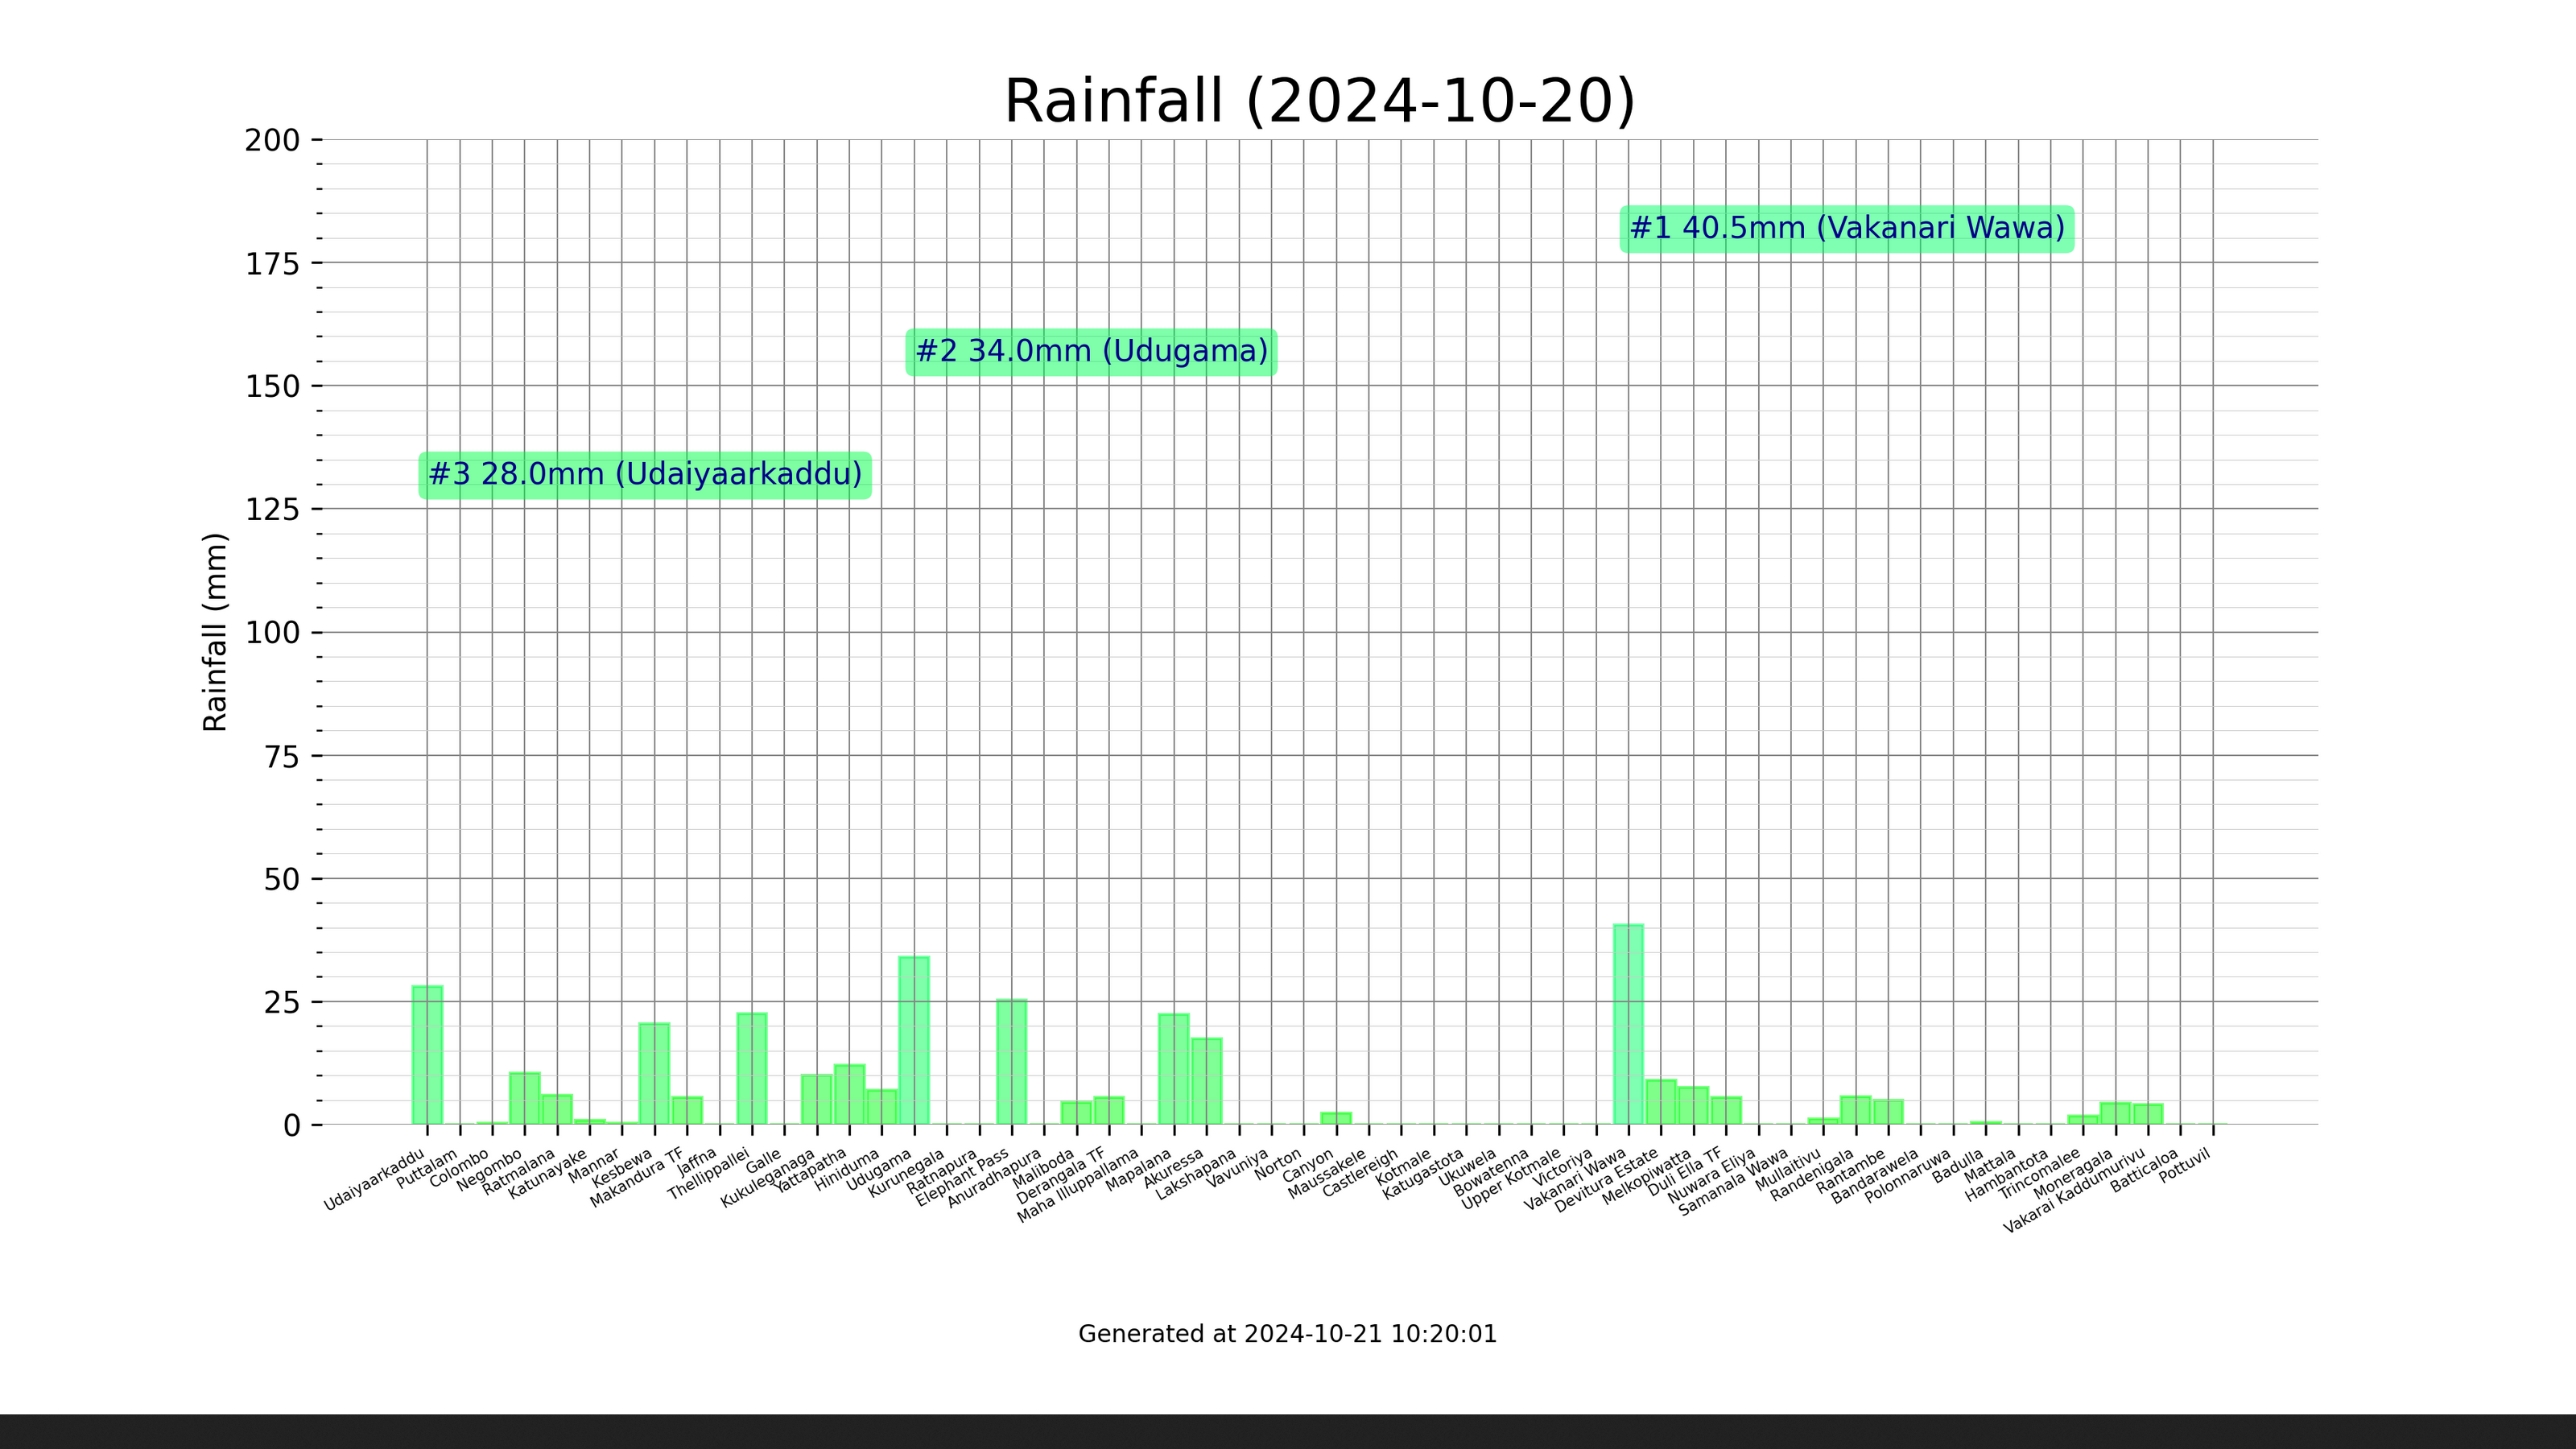 Rainfall (2024-10-20)
200
175
150
125
100
75
50
25
0
Rainfall (mm)
#1 40.5mm (Vakanari Wawa)
#2 34.0mm (Udugama)
#3 28.0mm (Udaiyaarkaddu)
Udaiyaarkaddu
Puttalam
Colombo
Negombo
Ratmalana
Katunayake
Mannar
Kesbewa
Makandura TF
Jaffna
Thellippallei
Galle
Kukuleganaga
Yattapatha
Hiniduma
Udugama
Kurunegala
Ratnapura
Elephant Pass
Anuradhapura
Maliboda
Derangala TF
Maha Illuppallama
Mapalana
Akuressa
Lakshapana
Vavuniya
Norton
Canyon
Maussakele
Castlereigh
Kotmale
Katugastota
Ukuwela
Bowatenna
Upper Kotmale
Victoriya
Vakanari Wawa
Devitura Estate
Melkopiwatta
Duli Ella TF
Nuwara Eliya
Samanala Wawa
Mullaitivu
Randenigala
Rantambe
Bandarawela
Polonnaruwa
Badulla
Mattala
Hambantota
Trincomalee
Moneragala
Vakarai Kaddumurivu
Batticaloa
Pottuvil
Generated at 2024-10-21 10:20:01